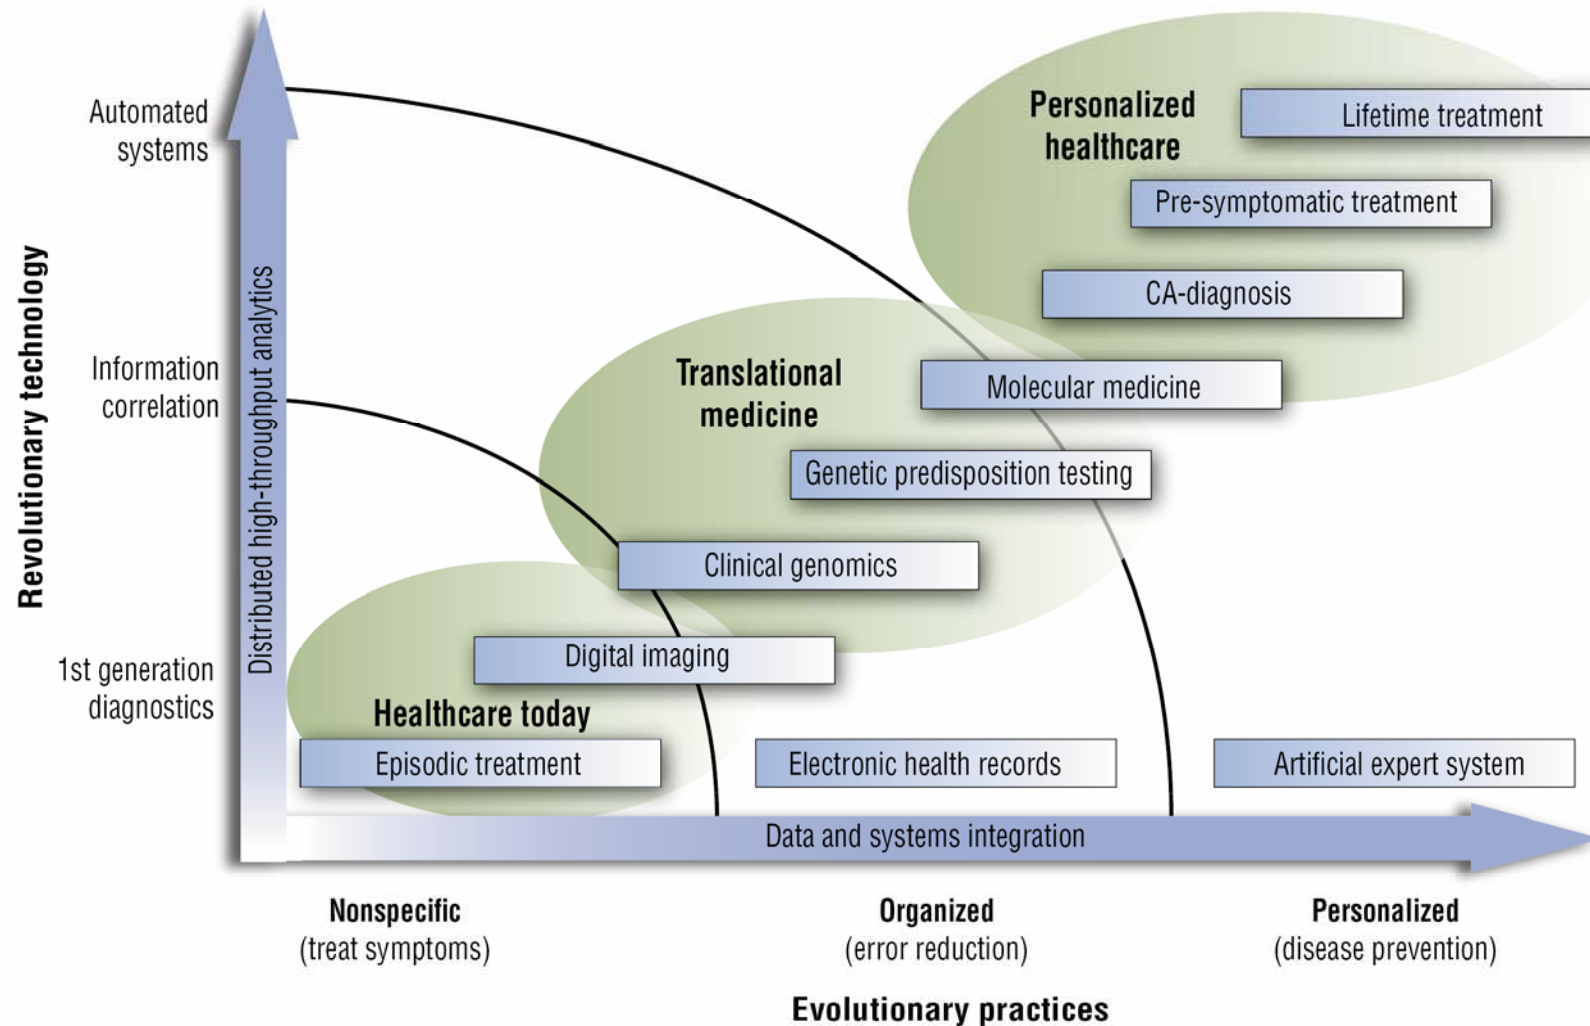 Automated
systems
Personalized
healthcare
Lifetime treatment
Pre-symptomatic treatment
CA-diagnosis
Revolutionary technology
Distributed high-throughput analytics
Information
correlation
Translational
medicine
Molecular medicine
Genetic predisposition testing
Clinical genomics
1st generation
diagnostics
Digital imaging
Healthcare today
Episodic treatment
Electronic health records
Artificial expert system
Data and systems integration
Nonspecific
(treat symptoms)
Organized
(error reduction)
Personalized
(disease prevention)
Evolutionary practices